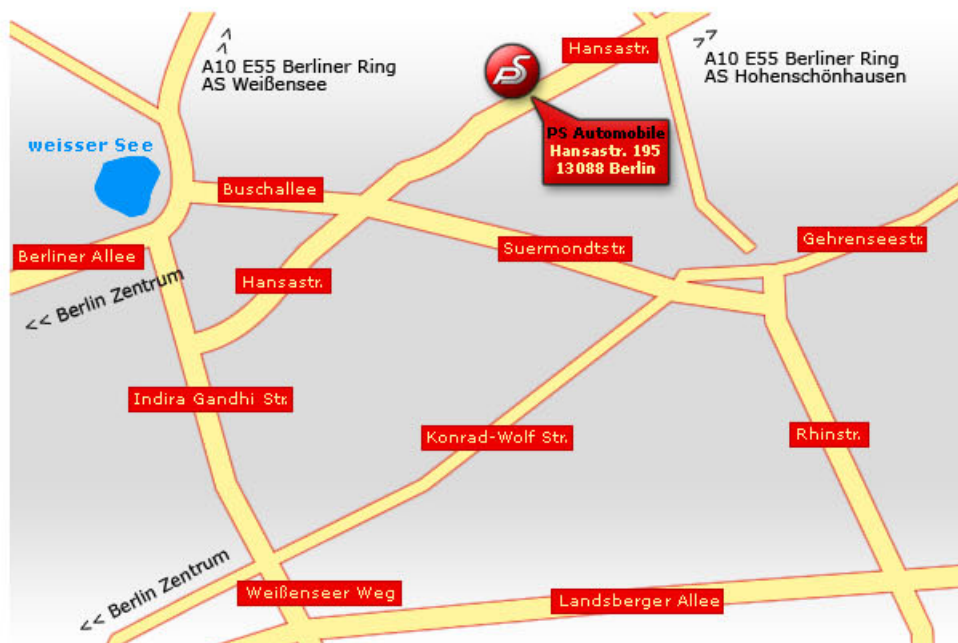 Hansastr.
A10 E55 Berliner Ring
AS Weißensee
A10 E55 Berliner Ring
AS Hohenschönhausen
PS
PS Automobile
Hansastr. 195
13088 Berlin
weisser See
Buschallee
Berliner Allee
Suermondtstr.
Gehrenseestr.
Hansastr.
<< Berlin Zentrum
Indira Gandhi Str.
Konrad-Wolf Str.
Rhinstr.
<< Berlin Zentrum
Weißenseer Weg
Landsberger Allee